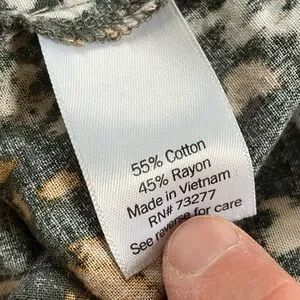 55% Cotton
45% Rayon
Made in Vietnam
RN# 73277
See reverse for care